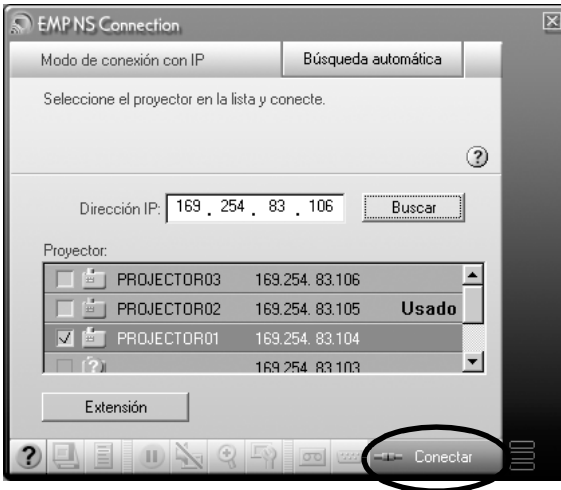 EMP NS Connection
Modo de conexión con IP
Búsqueda automática
Seleccione el proyector en la lista y conecte.
Dirección IP: 169 . 254 . 83 . 106 Buscar
Proyector:
PROJECTOR03 169.254. 83.106
PROJECTOR02 169.254. 83.105 Usado
PROJECTOR01 169.254. 83.104
169.254. 83.103
Extensión
Conectar